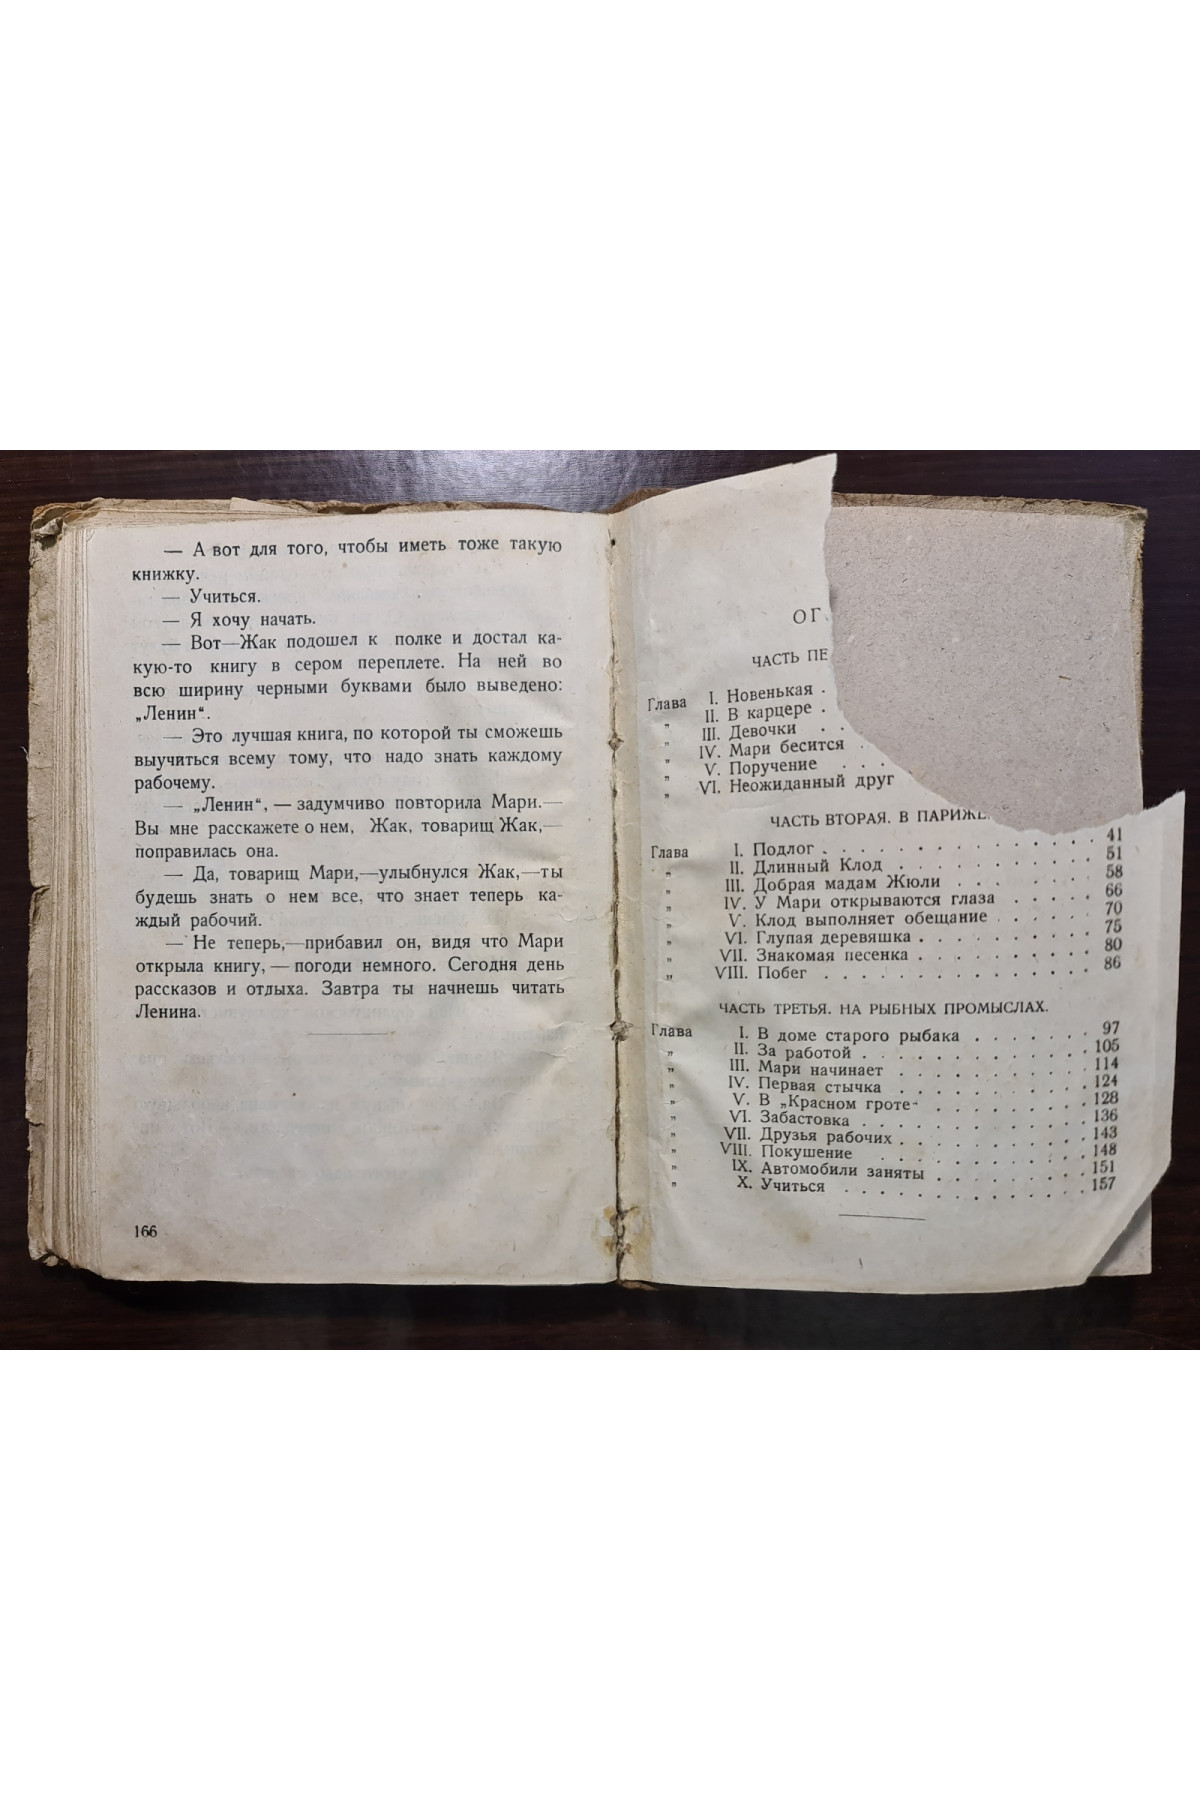 — А вот для того, чтобы иметь тоже такую
книжку.
— Учиться.
— Я хочу начать.
— Вот—Жак подошел к полке и достал ка-
кую-то книгу в сером переплете. На ней во
всю ширину черными буквами было выведено:
„Ленин“.
— Это лучшая книга, по которой ты сможешь
выучиться всему тому, что надо знать каждому
рабочему.
— „Ленин“, — задумчиво повторила Мари.—
Вы мне расскажете о нем, Жак, товарищ Жак,—
поправилась она.
— Да, товарищ Мари,—улыбнулся Жак,—ты
будешь знать о нем все, что знает теперь ка-
ждый рабочий.
— Не теперь,—прибавил он, видя что Мари
открыла книгу, — погоди немного. Сегодня день
рассказов и отдыха. Завтра ты начнешь читать
Ленина.
166
ОГ
ЧАСТЬ ПЕ
Глава I. Новенькая .
„ II. В карцере .
„ III. Девочки . .
„ IV. Мари бесится .
„ V. Поручение . . .
„ VI. Неожиданный друг
ЧАСТЬ ВТОРАЯ. В ПАРИЖЕ.
Глава I. Подлог . . . . . . . . . . 41
„ II. Длинный Клод . . . . . . . . 51
„ III. Добрая мадам Жюли . . . . . . 58
„ IV. У Мари открываются глаза . . . . 66
„ V. Клод выполняет обещание . . . . 70
„ VI. Глупая деревяшка . . . . . . . 75
„ VII. Знакомая песенка . . . . . . . 80
„ VIII. Побег . . . . . . . . . . 86
ЧАСТЬ ТРЕТЬЯ. НА РЫБНЫХ ПРОМЫСЛАХ.
Глава I. В доме старого рыбака . . . . . 97
„ II. За работой . . . . . . . . . 105
„ III. Мари начинает . . . . . . . . 114
„ IV. Первая стычка . . . . . . . . 124
„ V. В „Красном гроте“ . . . . . . . 128
„ VI. Забастовка . . . . . . . . . 136
„ VII. Друзья рабочих . . . . . . . . 143
„ VIII. Покушение . . . . . . . . . 148
„ IX. Автомобили заняты . . . . . . . 151
„ X. Учиться . . . . . . . . . . 157